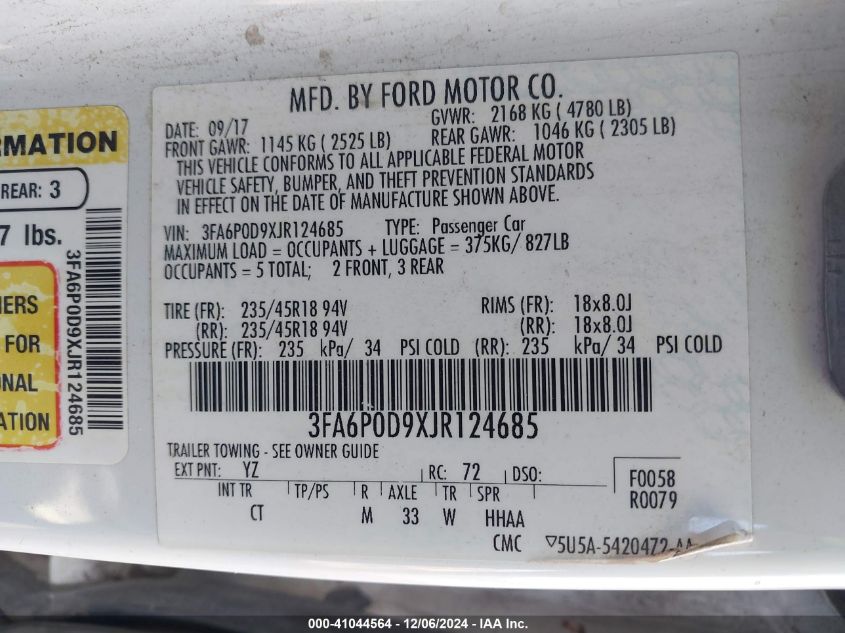 RMATION
REAR: 3
7 lbs.
3FA6P0D9XJR124685
NERS
FOR
ONAL
ATION
MFD. BY FORD MOTOR CO.
DATE: 09/17 GVWR: 2168 KG ( 4780 LB)
FRONT GAWR: 1145 KG ( 2525 LB) REAR GAWR: 1046 KG ( 2305 LB)
THIS VEHICLE CONFORMS TO ALL APPLICABLE FEDERAL MOTOR
VEHICLE SAFETY, BUMPER, AND THEFT PREVENTION STANDARDS
IN EFFECT ON THE DATE OF MANUFACTURE SHOWN ABOVE.
VIN: 3FA6P0D9XJR124685 TYPE: Passenger Car
MAXIMUM LOAD = OCCUPANTS + LUGGAGE = 375KG/ 827LB
OCCUPANTS = 5 TOTAL; 2 FRONT, 3 REAR
TIRE (FR): 235/45R18 94V RIMS (FR): 18x8.0J
(RR): 235/45R18 94V (RR): 18x8.0J
PRESSURE (FR): 235 kPa/ 34 PSI COLD (RR): 235 kPa/ 34 PSI COLD
3FA6P0D9XJR124685
TRAILER TOWING - SEE OWNER GUIDE
EXT PNT: YZ RC: 72 DSO:
F0058
R0079
INT TR TP/PS R AXLE TR SPR
CT M 33 W HHAA
CMC ▽5U5A-5420472-AA
000-41044564 - 12/06/2024 - IAA Inc.